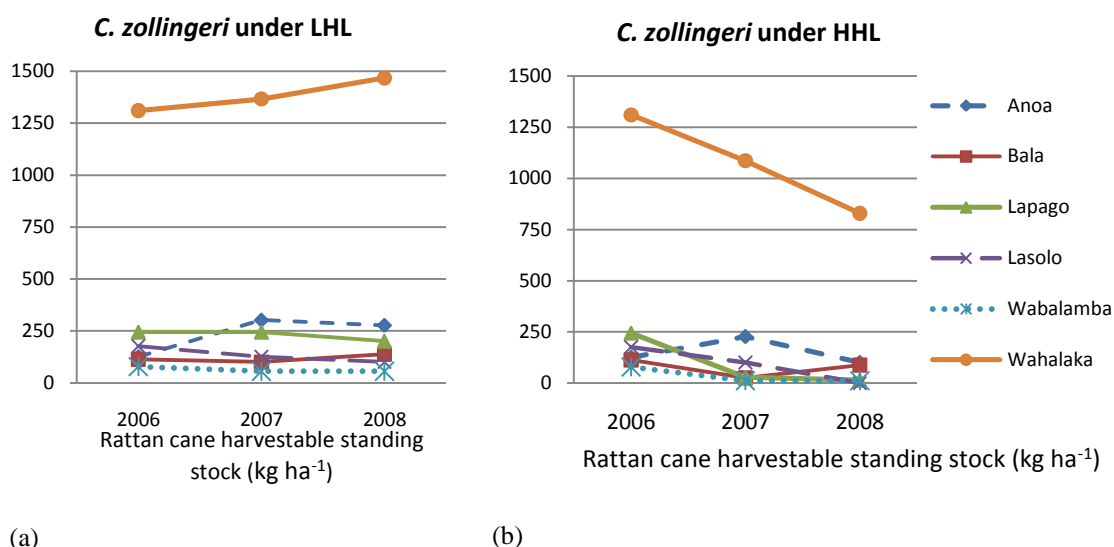 C. zollingeri under LHL
1500
1250
1000
750
500
250
0
2006 2007 2008
Rattan cane harvestable standing
stock (kg ha⁻¹)
(a)
C. zollingeri under HHL
1500
1250
1000
750
500
250
0
2006 2007 2008
Rattan cane harvestable standing stock (kg ha⁻¹)
(b)
Anoa
Bala
Lapago
Lasolo
Wabalamba
Wahalaka